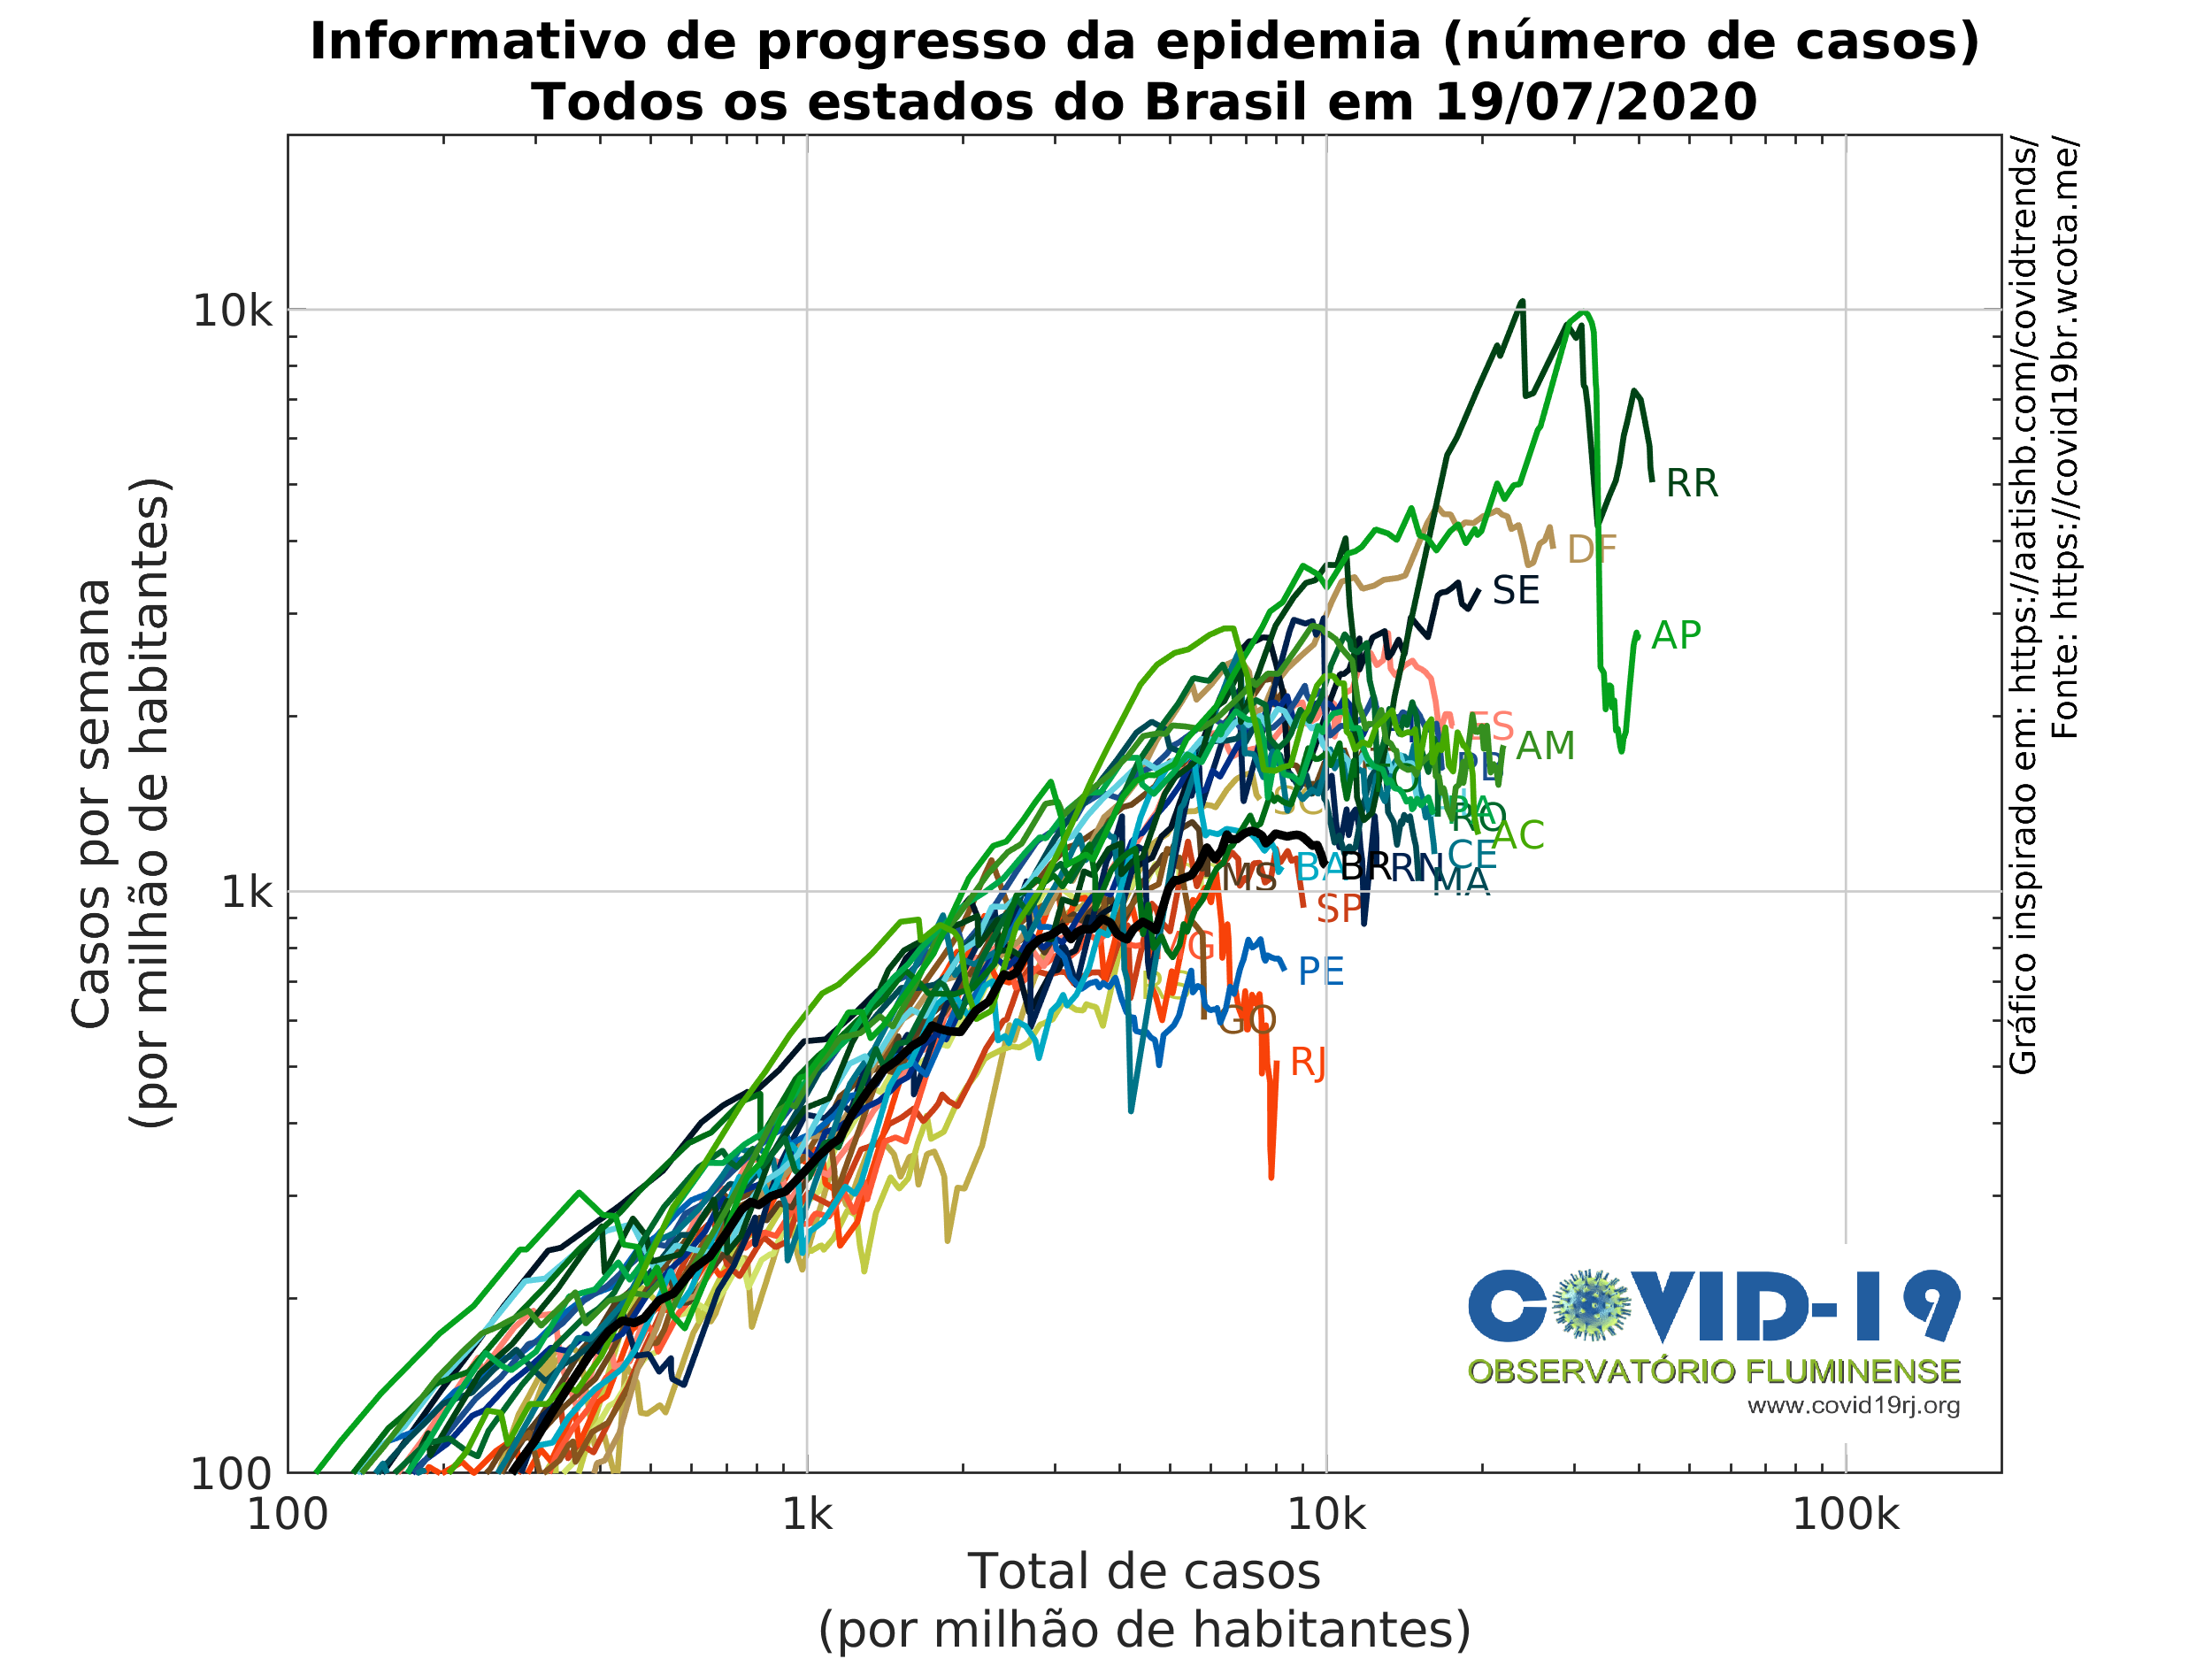 Informativo de progresso da epidemia (número de casos)
Todos os estados do Brasil em 19/07/2020
Casos por semana
(por milhão de habitantes)
10k
1k
100
100
1k
10k
100k
Total de casos
(por milhão de habitantes)
RR
DF
SE
AP
ES
AM
RO
AC
CE
BA
BR
RN
MA
MS
SP
PE
GO
RJ
Gráfico inspirado em: https://aatishb.com/covidtrends/
Fonte: https://covid19br.wcota.me/
COVID-19
OBSERVATÓRIO FLUMINENSE
www.covid19rj.org